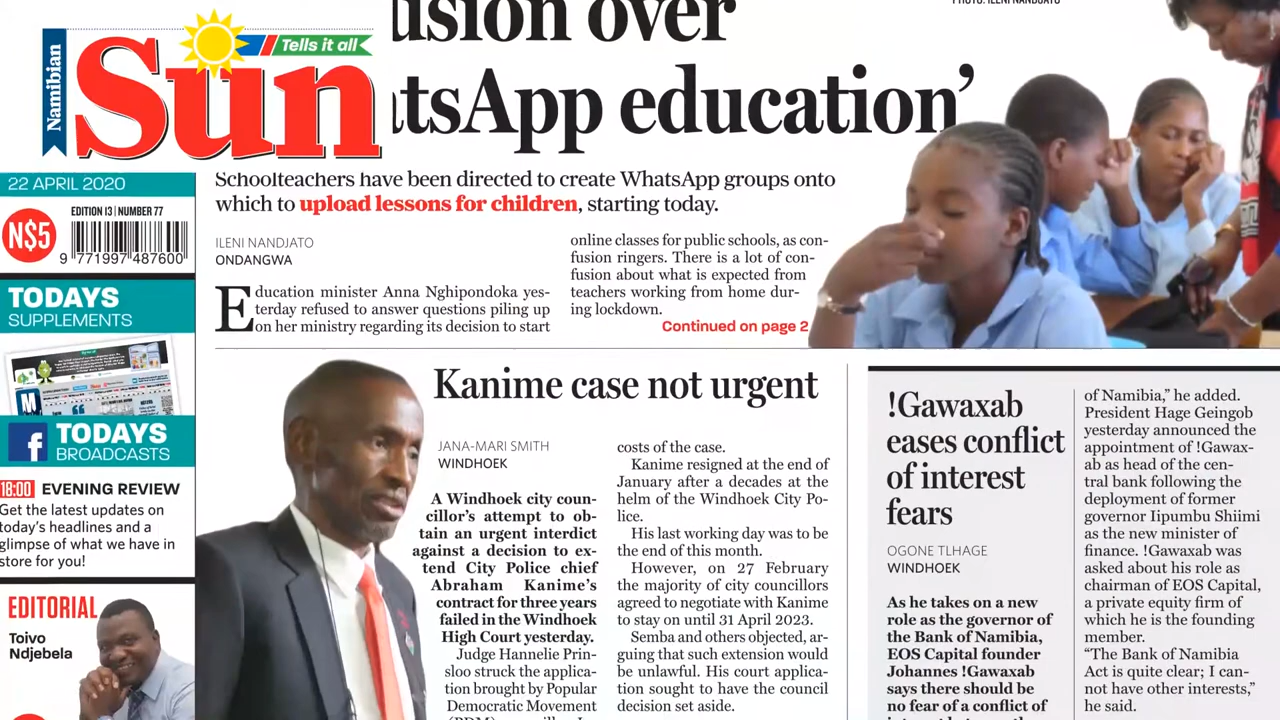 PHOTO: ILENI NANDJATO
usion over
atsApp education’
Namibian
Sun
Tells it all
22 APRIL 2020
EDITION 13 | NUMBER 77
N$5
9 771997 487600
TODAYS
SUPPLEMENTS
M
f
TODAYS
BROADCASTS
18:00 EVENING REVIEW
Get the latest updates on
today’s headlines and a
glimpse of what we have in
store for you!
EDITORIAL
Toivo
Ndjebela
Schoolteachers have been directed to create WhatsApp groups onto
which to upload lessons for children, starting today.
ILENI NANDJATO
ONDANGWA
Education minister Anna Nghipondoka yes-
terday refused to answer questions piling up
on her ministry regarding its decision to start
online classes for public schools, as con-
fusion ringers. There is a lot of con-
fusion about what is expected from
teachers working from home dur-
ing lockdown.
Continued on page 2
Kanime case not urgent
JANA-MARI SMITH
WINDHOEK
A Windhoek city coun-
cillor’s attempt to ob-
tain an urgent interdict
against a decision to ex-
tend City Police chief
Abraham Kanime’s
contract for three years
failed in the Windhoek
High Court yesterday.
Judge Hannelie Prin-
sloo struck the applica-
tion brought by Popular
Democratic Movement
costs of the case.
Kanime resigned at the end of
January after a decades at the
helm of the Windhoek City Po-
lice.
His last working day was to be
the end of this month.
However, on 27 February
the majority of city councillors
agreed to negotiate with Kanime
to stay on until 31 April 2023.
Semba and others objected, ar-
guing that such extension would
be unlawful. His court applica-
tion sought to have the council
decision set aside.
!Gawaxab
eases conflict
of interest
fears
OGONE TLHAGE
WINDHOEK
As he takes on a new
role as the governor of
the Bank of Namibia,
EOS Capital founder
Johannes !Gawaxab
says there should be
no fear of a conflict of
of Namibia,” he added.
President Hage Geingob
yesterday announced the
appointment of !Gawax-
ab as head of the cen-
tral bank following the
deployment of former
governor Iipumbu Shiimi
as the new minister of
finance. !Gawaxab was
asked about his role as
chairman of EOS Capital,
a private equity firm of
which he is the founding
member.
“The Bank of Namibia
Act is quite clear; I can-
not have other interests,”
he said.